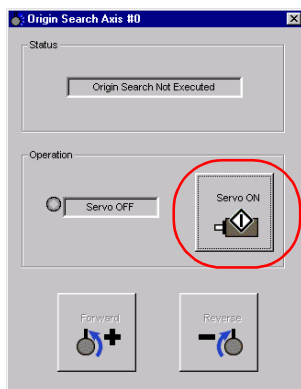 Origin Search Axis #0
Status
Origin Search Not Executed
Operation
Servo OFF
Servo ON
Forward
Reverse